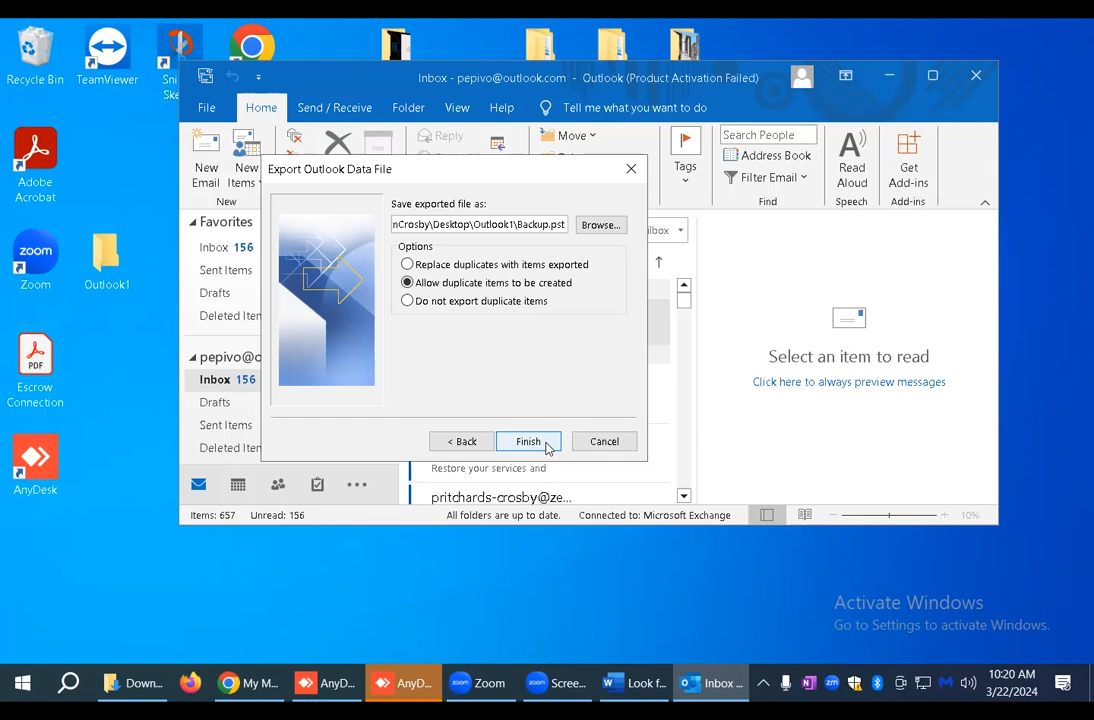 Inbox - pepivo@outlook.com - Outlook (Product Activation Failed)
File Home Send / Receive Folder View Help Tell me what you want to do
Recycle Bin
TeamViewer
Adobe
Acrobat
Zoom
Outlook1
Escrow
Connection
AnyDesk
New
Email
New
Items
Reply
Move
Tags
Search People
Address Book
Filter Email
Read
Aloud
Get
Add-ins
New
Find
Speech
Add-ins
Favorites
Inbox 156
Sent Items
Drafts
Deleted Item
pepivo@o
Inbox 156
Drafts
Sent Items
Deleted Item
Export Outlook Data File
Save exported file as:
nCrosby\Desktop\Outlook1\Backup.pst
Browse...
Options
Replace duplicates with items exported
Allow duplicate items to be created
Do not export duplicate items
< Back
Finish
Cancel
Restore your services and
pritchards-crosby@ze...
Select an item to read
Click here to always preview messages
Items: 657 Unread: 156 All folders are up to date. Connected to: Microsoft Exchange 10%
Activate Windows
Go to Settings to activate Windows.
Down... My M... AnyD... AnyD... Zoom Scree... Look f... Inbox ...
10:20 AM
3/22/2024